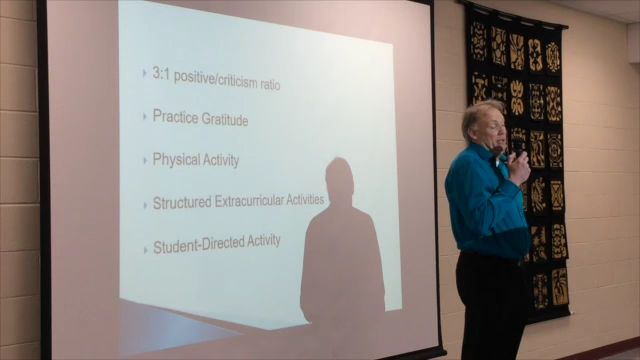 3:1 positive/criticism ratio
Practice Gratitude
Physical Activity
Structured Extracurricular Activities
Student-Directed Activity